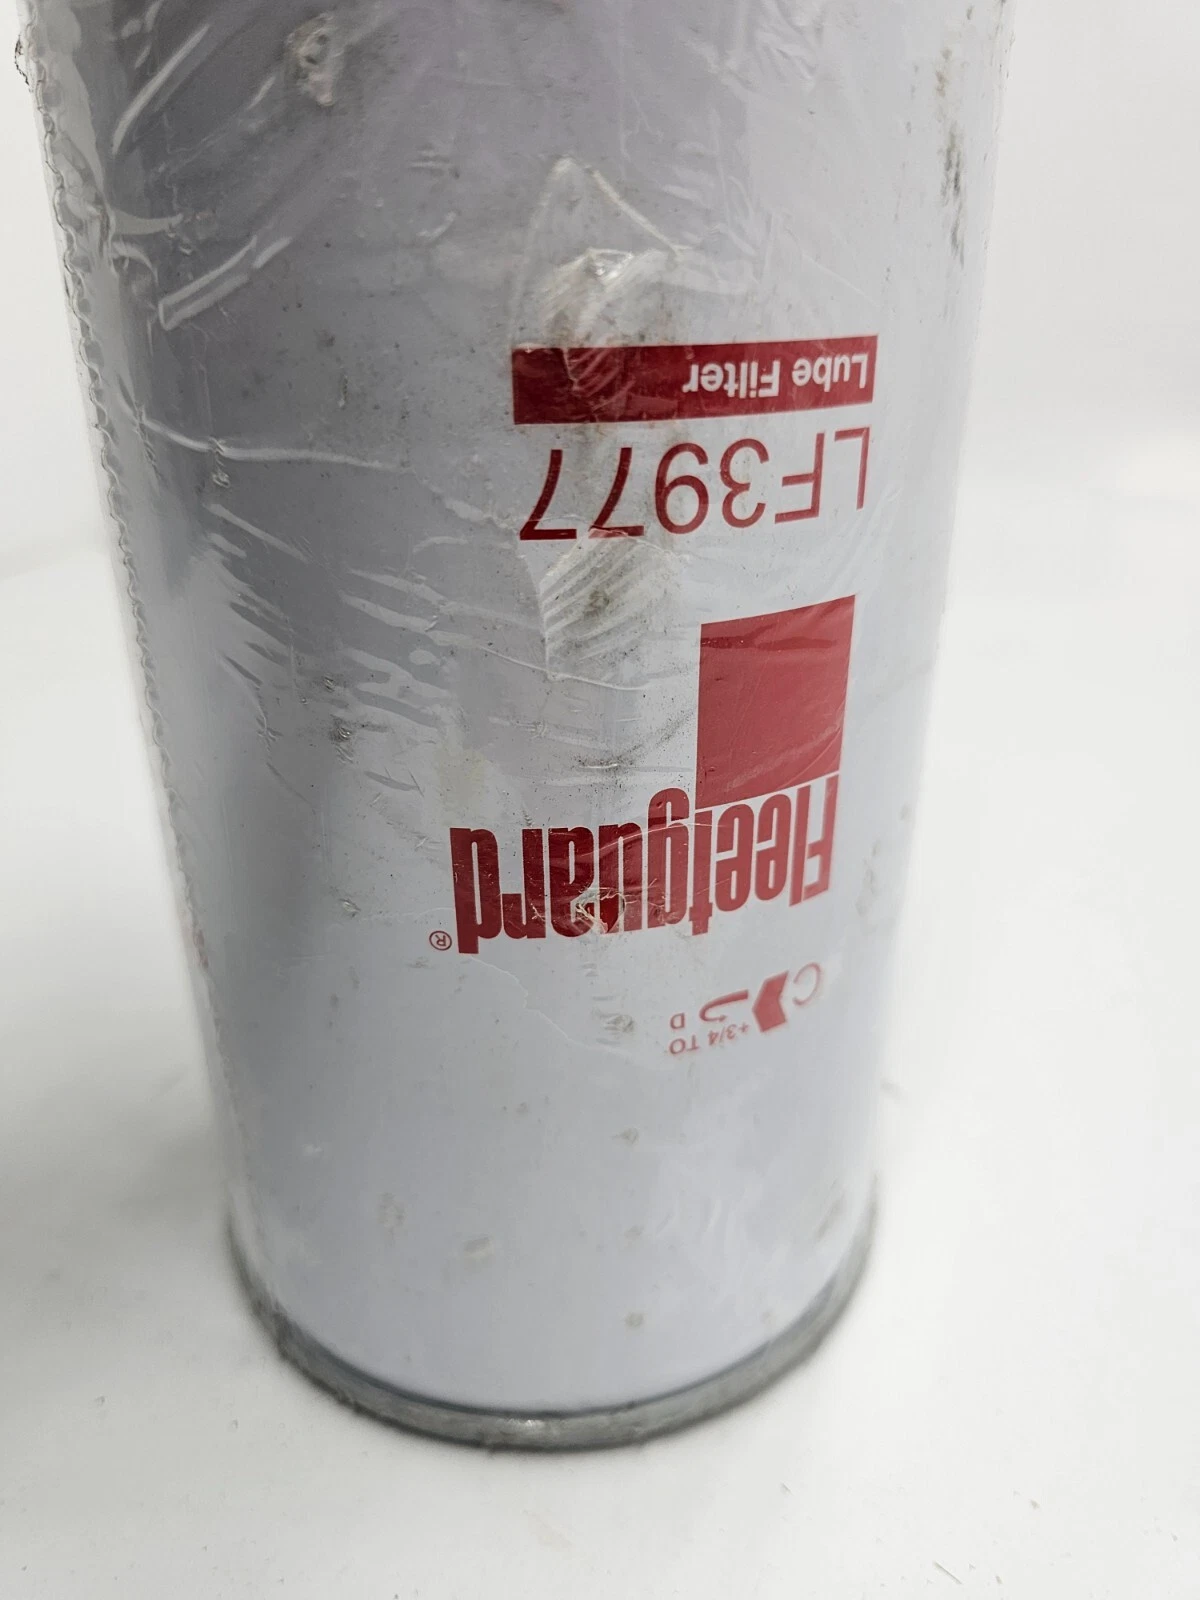 +3/4 TO
C D
Fleetguard®
LF3977
Lube Filter